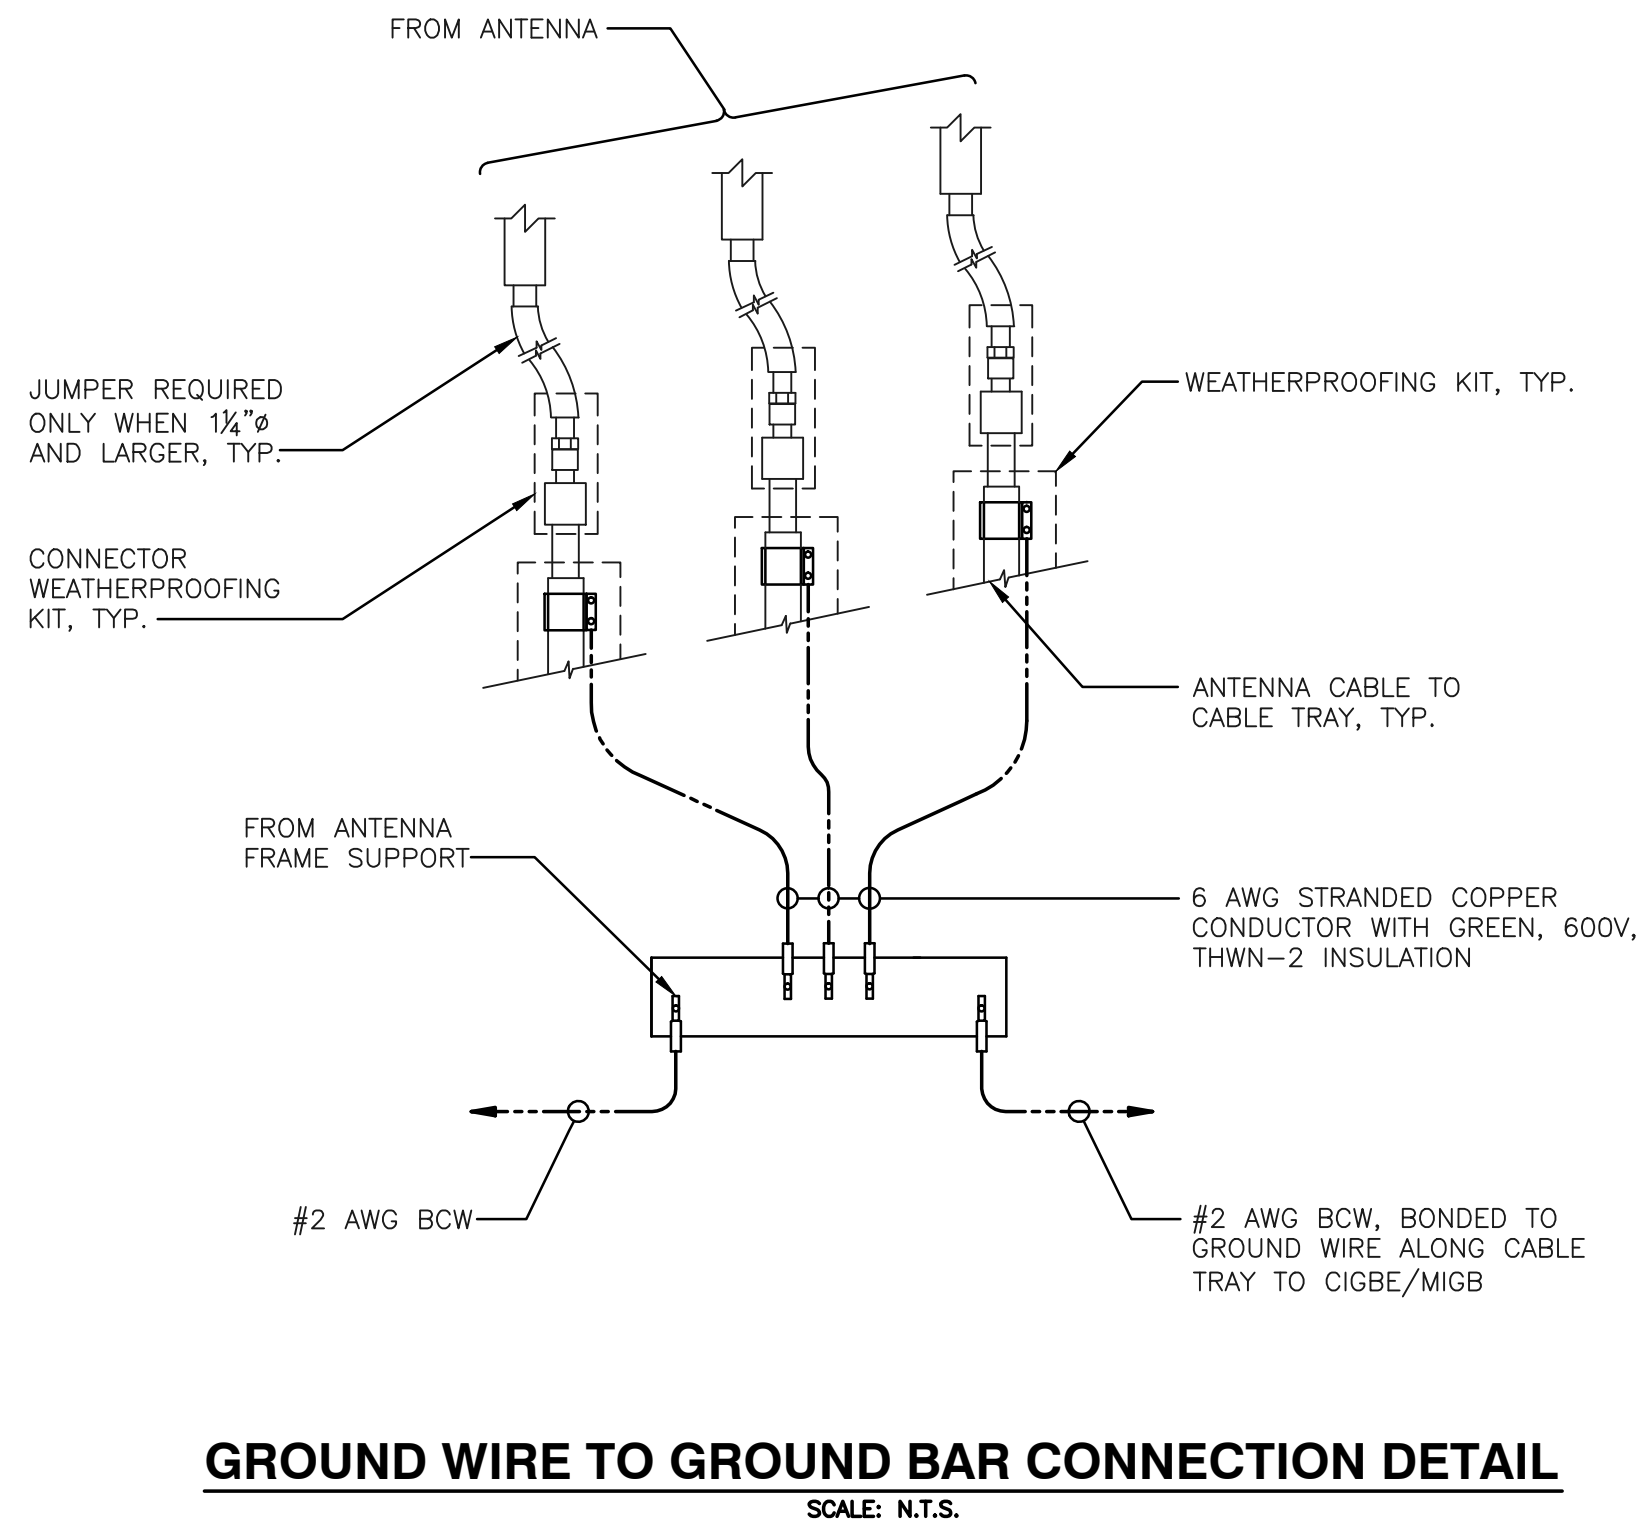 FROM ANTENNA
JUMPER REQUIRED
ONLY WHEN 1¼"ø
AND LARGER, TYP.
WEATHERPROOFING KIT, TYP.
CONNECTOR
WEATHERPROOFING
KIT, TYP.
ANTENNA CABLE TO
CABLE TRAY, TYP.
FROM ANTENNA
FRAME SUPPORT
6 AWG STRANDED COPPER
CONDUCTOR WITH GREEN, 600V,
THWN-2 INSULATION
#2 AWG BCW
#2 AWG BCW, BONDED TO
GROUND WIRE ALONG CABLE
TRAY TO CIGBE/MIGB
GROUND WIRE TO GROUND BAR CONNECTION DETAIL
SCALE: N.T.S.